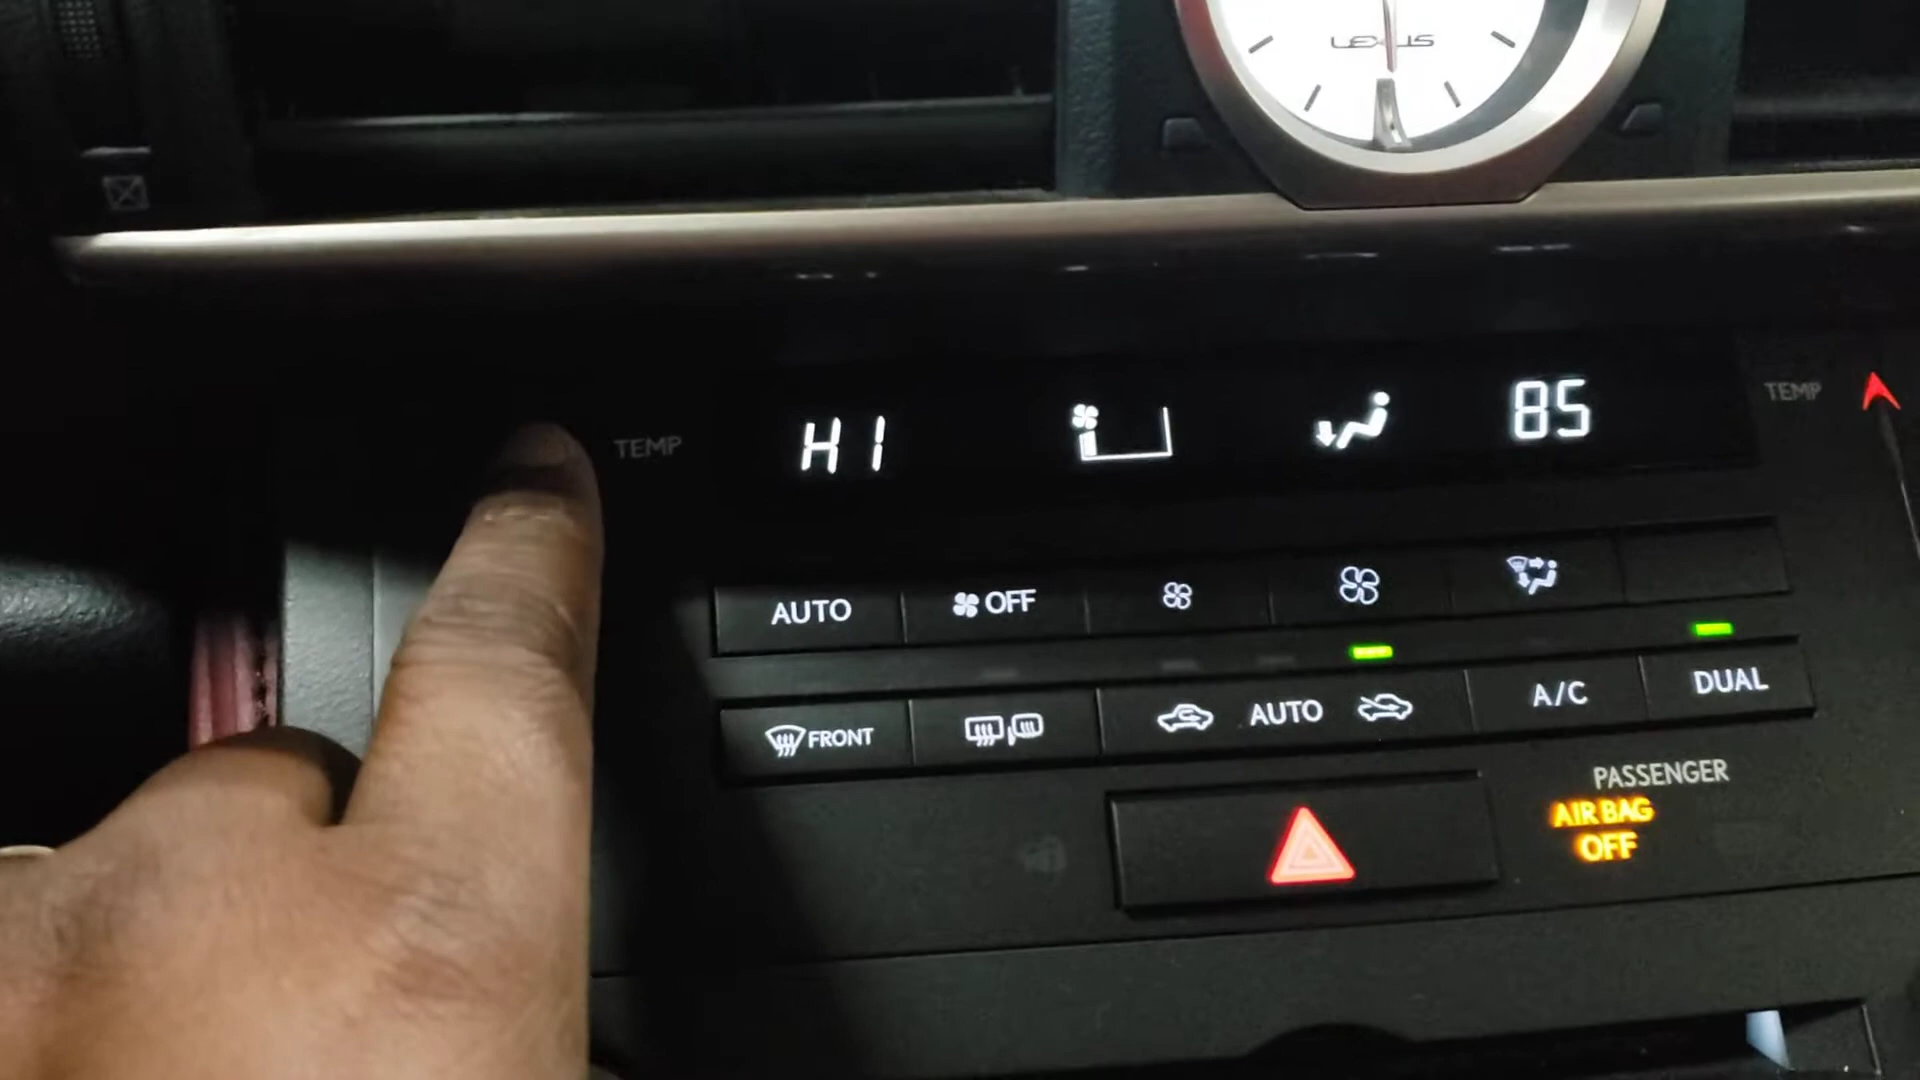 LEXUS
TEMP HI 85 TEMP
AUTO OFF
FRONT AUTO A/C DUAL
PASSENGER
AIR BAG
OFF